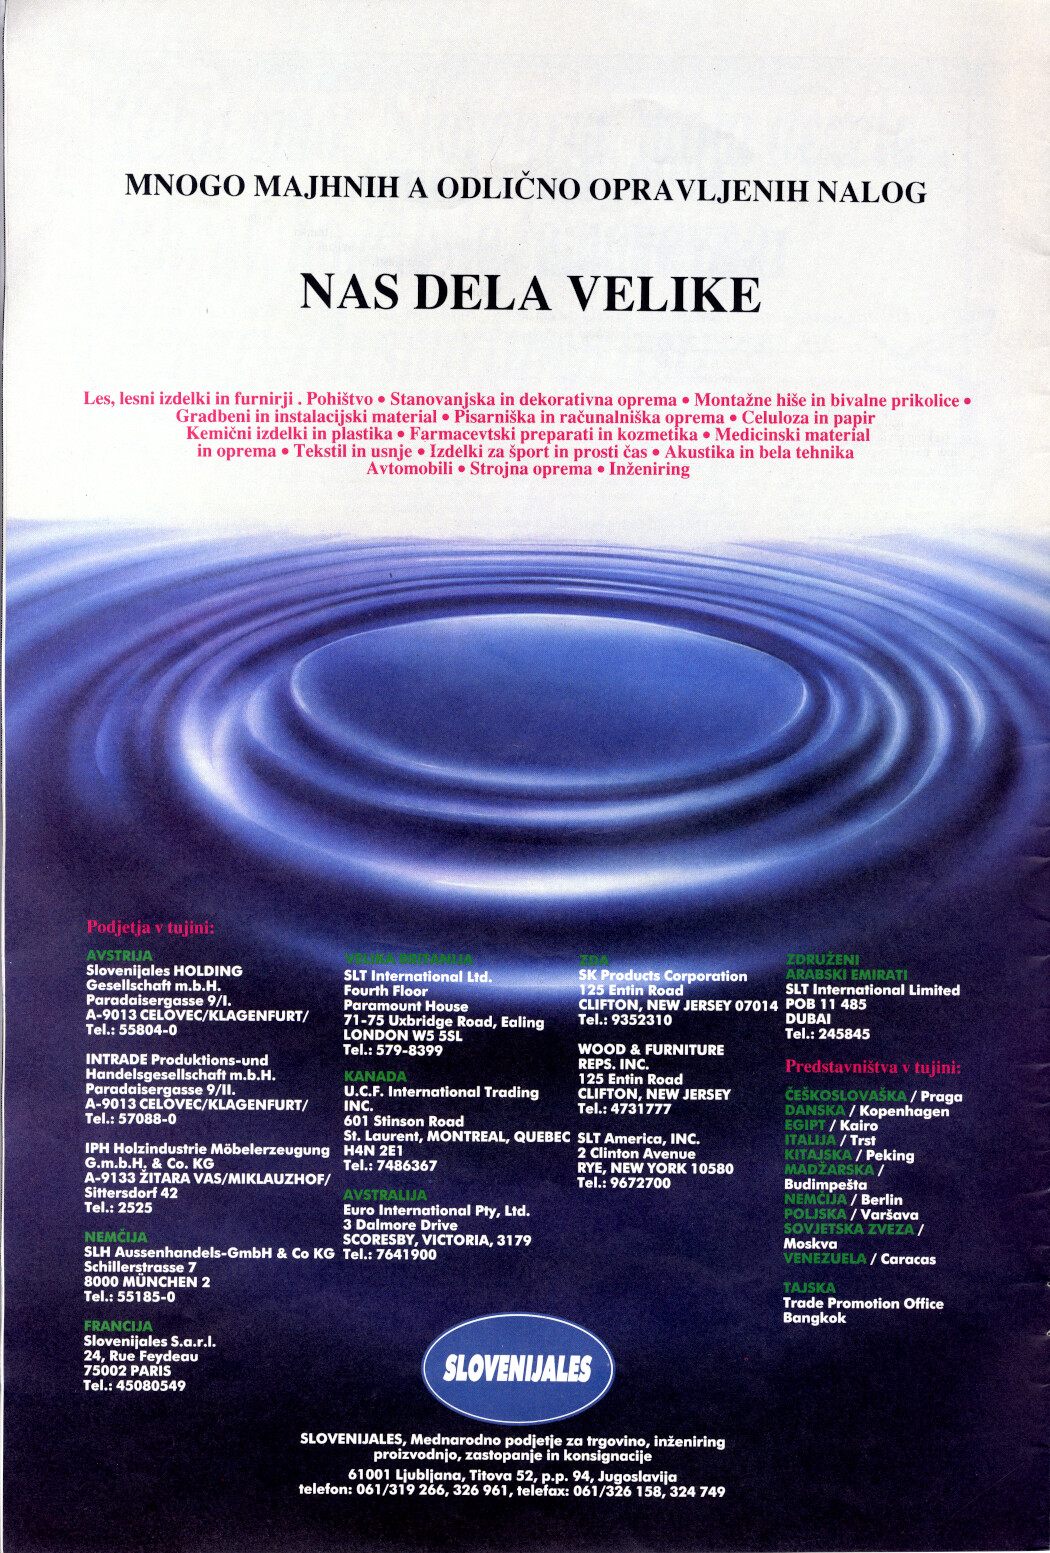 MNOGO MAJHNIH A ODLIČNO OPRAVLJENIH NALOG
NAS DELA VELIKE
Les, lesni izdelki in furnirji . Pohištvo • Stanovanjska in dekorativna oprema • Montažne hiše in bivalne prikolice •
Gradbeni in instalacijski material • Pisarniška in računalniška oprema • Celuloza in papir
Kemični izdelki in plastika • Farmacevtski preparati in kozmetika • Medicinski material
in oprema • Tekstil in usnje • Izdelki za šport in prosti čas • Akustika in bela tehnika
Avtomobili • Strojna oprema • Inženiring
Podjetja v tujini:
AVSTRIJA
Slovenijales HOLDING
Gesellschaft m.b.H.
Paradaisergasse 9/I.
A-9013 CELOVEC/KLAGENFURT/
Tel.: 55804-0
INTRADE Produktions-und
Handelsgesellschaft m.b.H.
Paradaisergasse 9/II.
A-9013 CELOVEC/KLAGENFURT/
Tel.: 57088-0
IPH Holzindustrie Möbelerzeugung
G.m.b.H. & Co. KG
A-9133 ŽITARA VAS/MIKLAUZHOF/
Sittersdorf 42
Tel.: 2525
NEMČIJA
SLH Aussenhandels-GmbH & Co KG
Schillerstrasse 7
8000 MÜNCHEN 2
Tel.: 55185-0
FRANCIJA
Slovenijales S.a.r.l.
24, Rue Feydeau
75002 PARIS
Tel.: 45080549
VELIKA BRITANIJA
SLT International Ltd.
Fourth Floor
Paramount House
71-75 Uxbridge Road, Ealing
LONDON W5 5SL
Tel.: 579-8399
KANADA
U.C.F. International Trading
INC.
601 Stinson Road
St. Laurent, MONTREAL, QUEBEC
H4N 2E1
Tel.: 7486367
AVSTRALIJA
Euro International Pty, Ltd.
3 Dalmore Drive
SCORESBY, VICTORIA, 3179
Tel.: 7641900
ZDA
SK Products Corporation
125 Entin Road
CLIFTON, NEW JERSEY 07014
Tel.: 9352310
WOOD & FURNITURE
REPS. INC.
125 Entin Road
CLIFTON, NEW JERSEY
Tel.: 4731777
SLT America, INC.
2 Clinton Avenue
RYE, NEW YORK 10580
Tel.: 9672700
ZDRUŽENI
ARABSKI EMIRATI
SLT International Limited
POB 11 485
DUBAI
Tel.: 245845
Predstavništva v tujini:
ČEŠKOSLOVAŠKA / Praga
DANSKA / Kopenhagen
EGIPT / Kairo
ITALIJA / Trst
KITAJSKA / Peking
MADŽARSKA /
Budimpešta
NEMČIJA / Berlin
POLJSKA / Varšava
SOVJETSKA ZVEZA /
Moskva
VENEZUELA / Caracas
TAJSKA
Trade Promotion Office
Bangkok
SLOVENIJALES
SLOVENIJALES, Mednarodno podjetje za trgovino, inženiring
proizvodnjo, zastopanje in konsignacije
61001 Ljubljana, Titova 52, p.p. 94, Jugoslavija
telefon: 061/319 266, 326 961, telefax: 061/326 158, 324 749